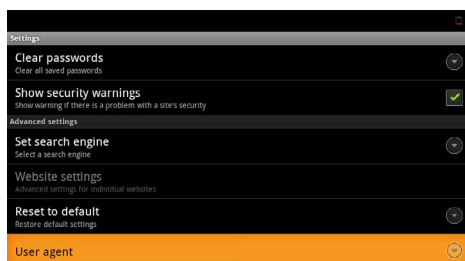 Settings
Clear passwords
Clear all saved passwords
Show security warnings
Show warning if there is a problem with a site's security
Advanced settings
Set search engine
Select a search engine
Website settings
Advanced settings for individual websites
Reset to default
Restore default settings
User agent